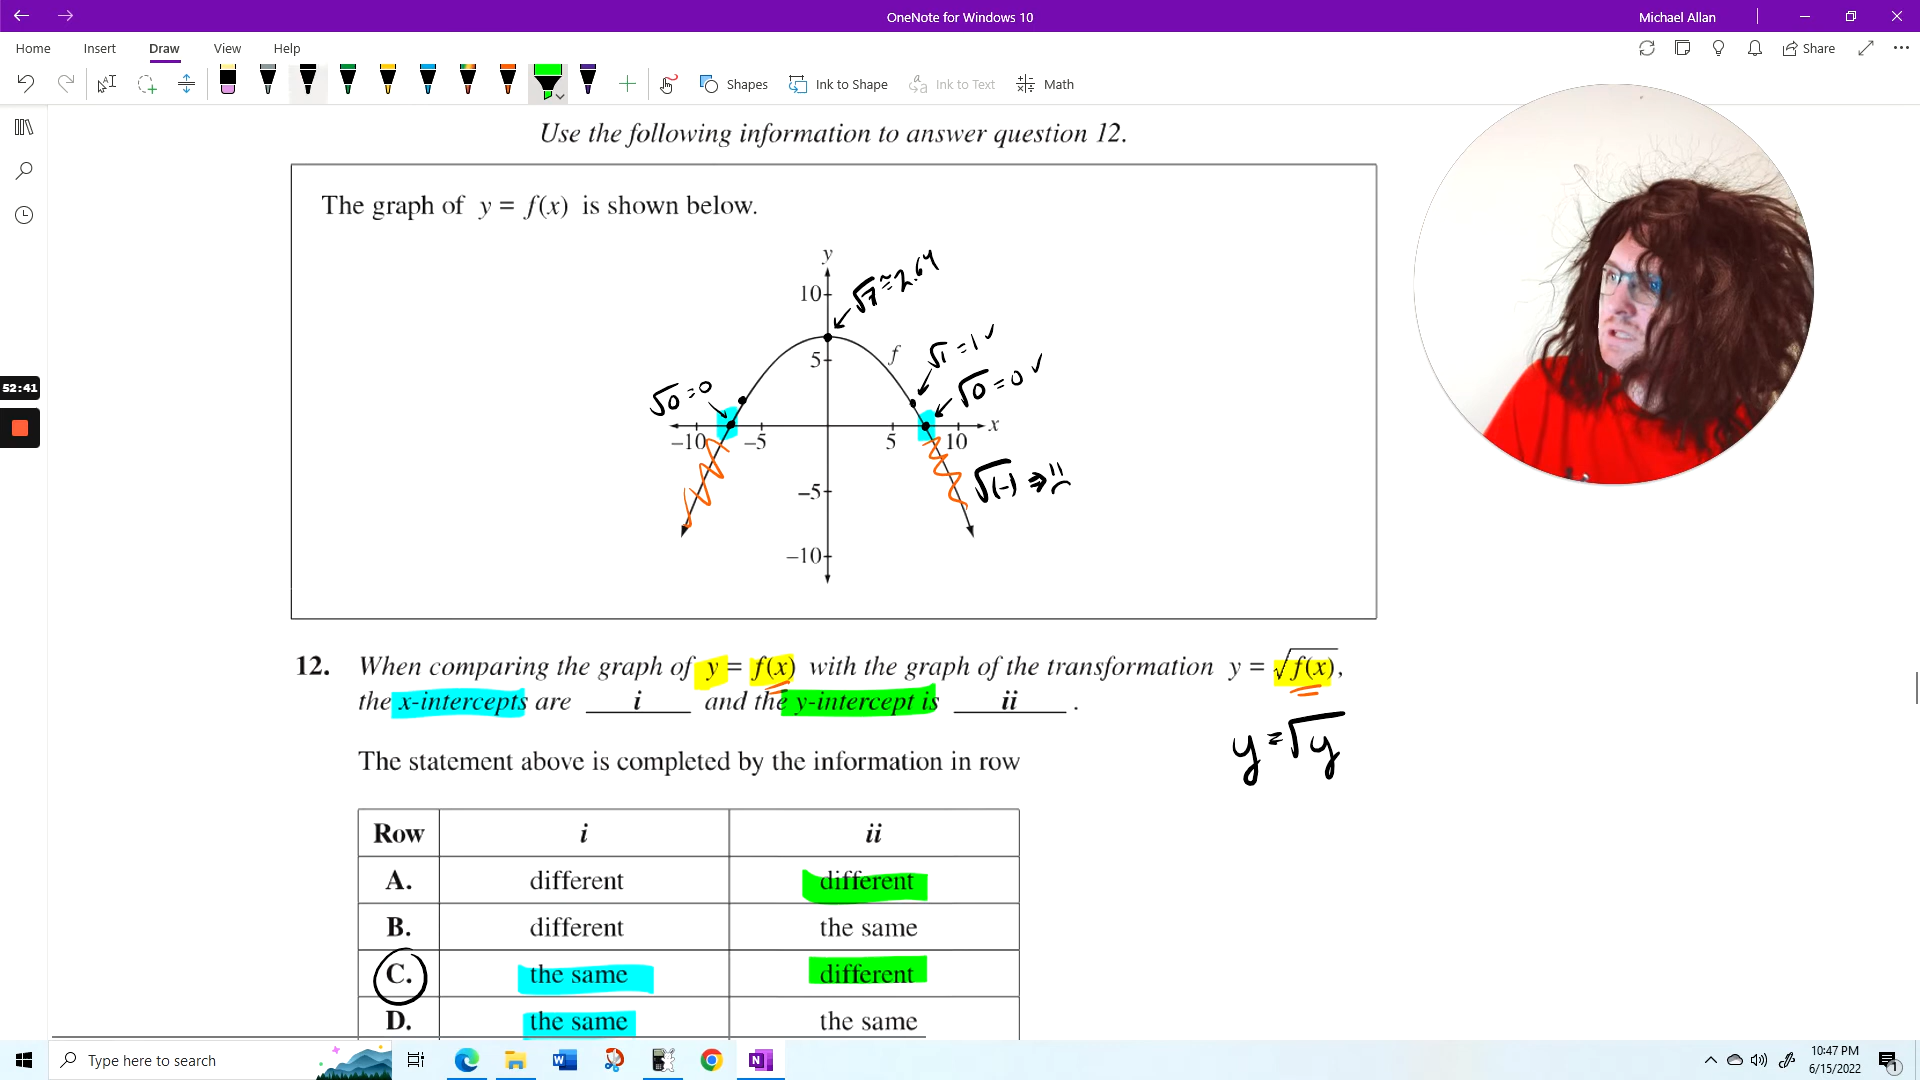 OneNote for Windows 10
Michael Allan
Home Insert Draw View Help
Share
Shapes Ink to Shape Ink to Text Math
52:41
Use the following information to answer question 12.
The graph of y = f(x) is shown below.
y
√7≈2.64
10
5
f
√1=1✓
√0=0
√0=0✓
x
−10 −5 5 10
−5
√(−)⇒
−10
12. When comparing the graph of y = f(x) with the graph of the transformation y = √f(x),
the x-intercepts are i and the y-intercept is ii .
y=√y
The statement above is completed by the information in row
Row i ii
A. different different
B. different the same
C. the same different
D. the same the same
Type here to search
10:47 PM
6/15/2022
1